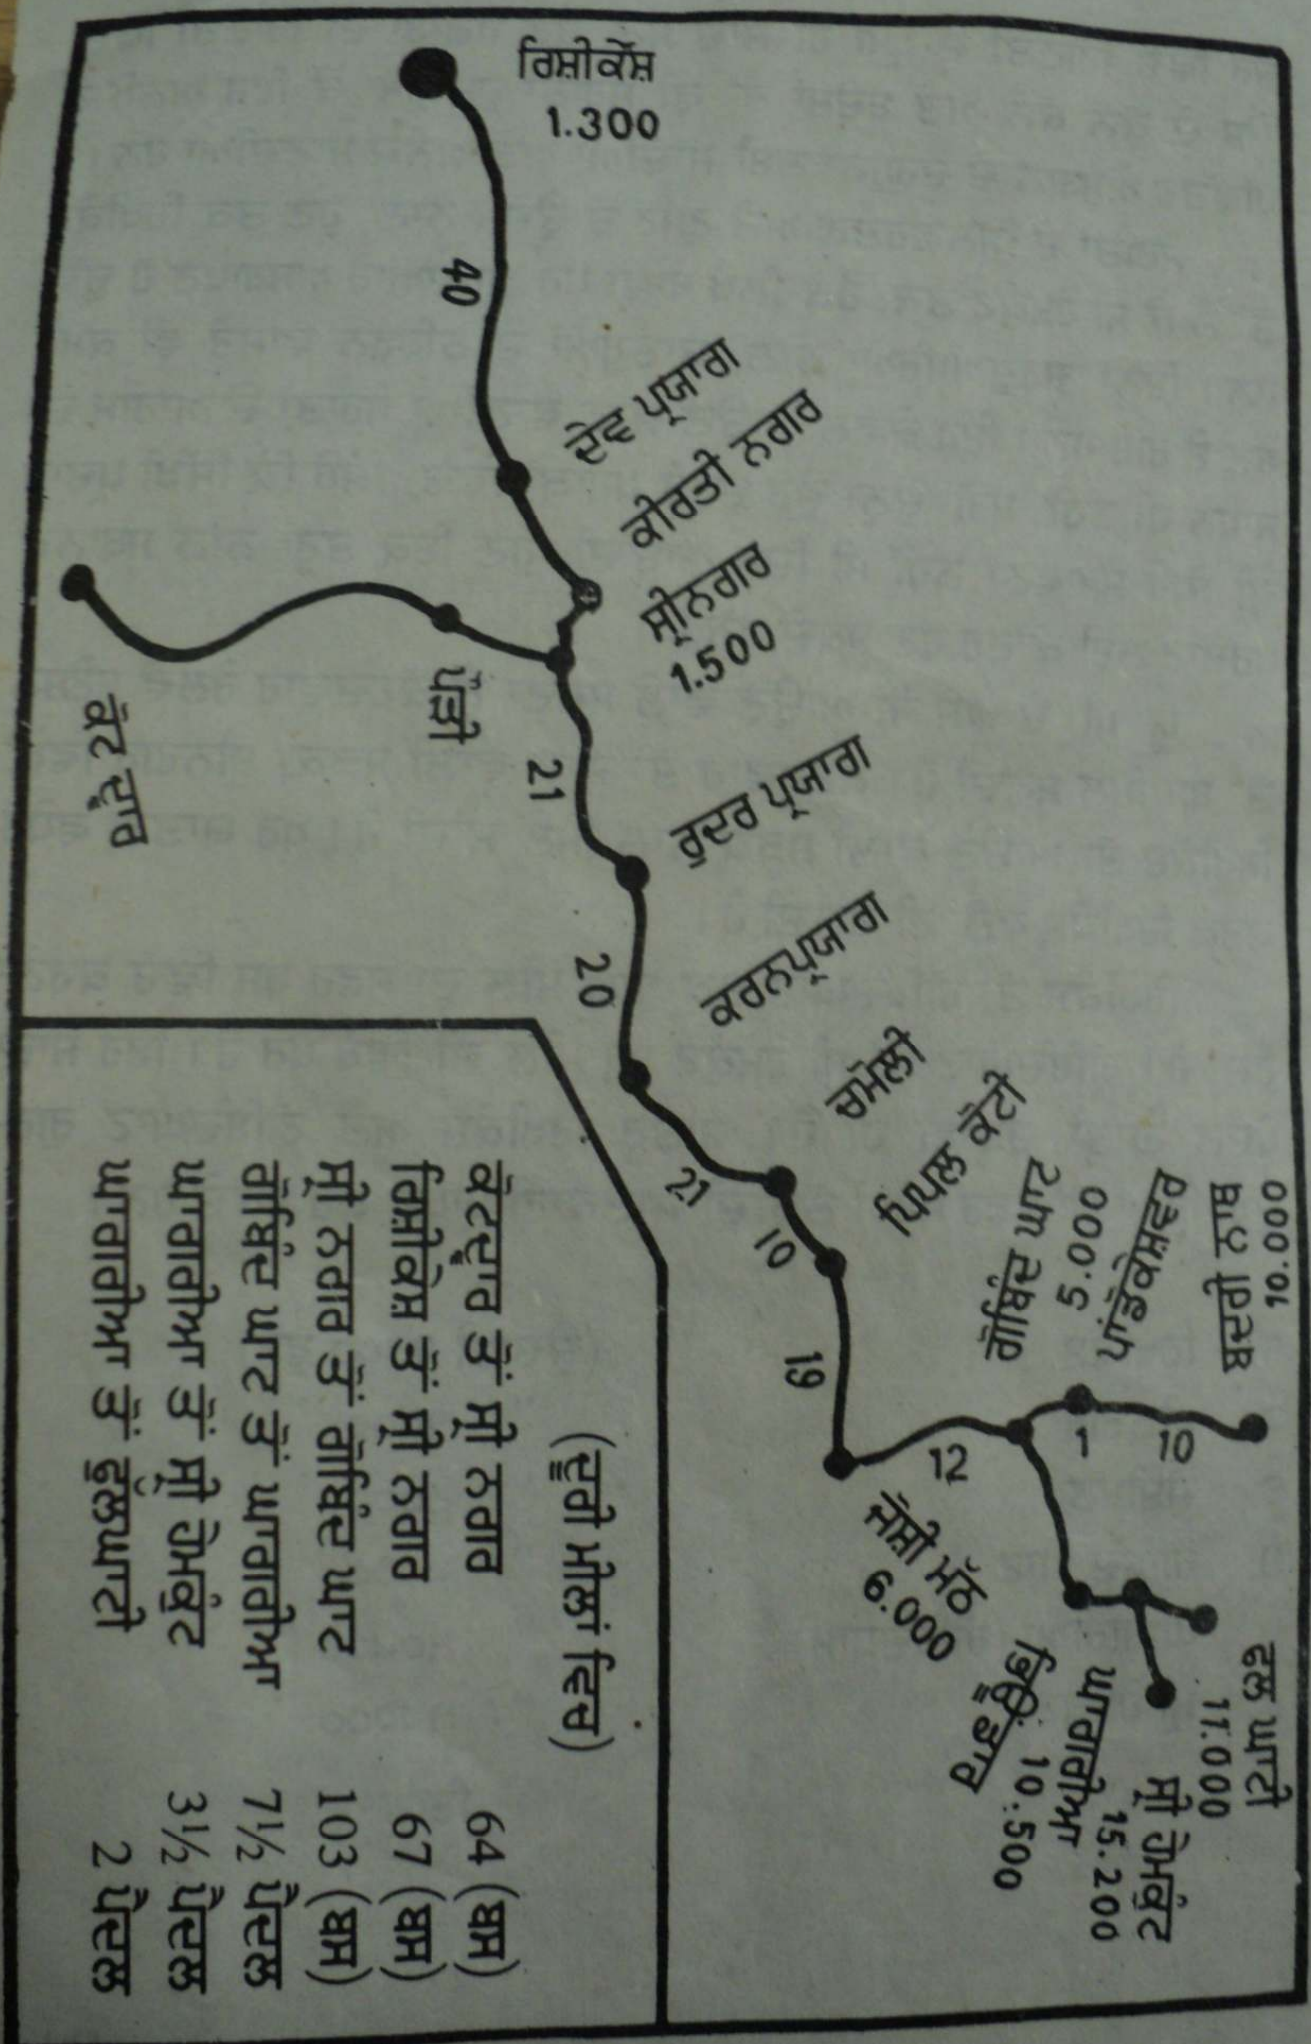 ਰਿਸ਼ੀਕੇਸ਼
1.300
40
ਦੇਵ ਪ੍ਰਯਾਗ
ਕੀਰਤੀ ਨਗਰ
ਸ੍ਰੀਨਗਰ
1.500
ਪੌੜੀ
ਕੋਟ ਦ੍ਵਾਰ
21
ਰੁਦਰ ਪ੍ਰਯਾਗ
20
ਕਰਨਪ੍ਰਯਾਗ
21
ਚਮੋਲੀ
10
ਪਿਪਲ ਕੋਟੀ
19
ਜੋਸ਼ੀ ਮੱਠ
6.000
12
ਗੋਬਿੰਦ ਘਾਟ
5.000
ਪਾਂਡੋਕੇਸ਼ਵਰ
1
10
ਬਦਰੀ ਨਾਥ
10.000
ਘਾਗਰੀਆ
10.500
ਸ੍ਰੀ ਹੇਮਕੁੰਟ
15.200
ਫੁਲ ਘਾਟੀ
11.000
(ਦੂਰੀ ਮੀਲਾਂ ਵਿਚ)
ਕੋਟਦ੍ਵਾਰ ਤੋਂ ਸ੍ਰੀ ਨਗਰ 64 (ਬਸ)
ਰਿਸ਼ੀਕੇਸ਼ ਤੋਂ ਸ੍ਰੀ ਨਗਰ 67 (ਬਸ)
ਸ੍ਰੀ ਨਗਰ ਤੋਂ ਗੋਬਿੰਦ ਘਾਟ 103 (ਬਸ)
ਗੋਬਿੰਦ ਘਾਟ ਤੋਂ ਘਾਗਰੀਆ 7½ ਪੈਦਲ
ਘਾਗਰੀਆ ਤੋਂ ਸ੍ਰੀ ਹੇਮਕੁੰਟ 3½ ਪੈਦਲ
ਘਾਗਰੀਆ ਤੋਂ ਫੁਲਘਾਟੀ 2 ਪੈਦਲ